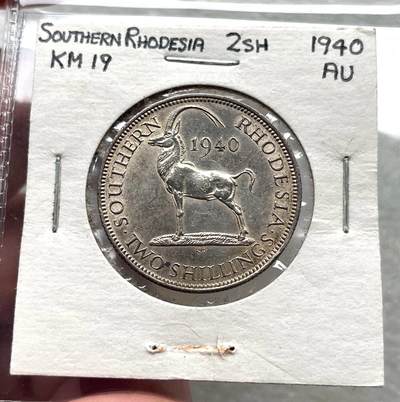 SOUTHERN RHODESIA 2SH 1940
KM 19 AU
1940
SOUTHERN RHODESIA
·TWO·SHILLINGS·